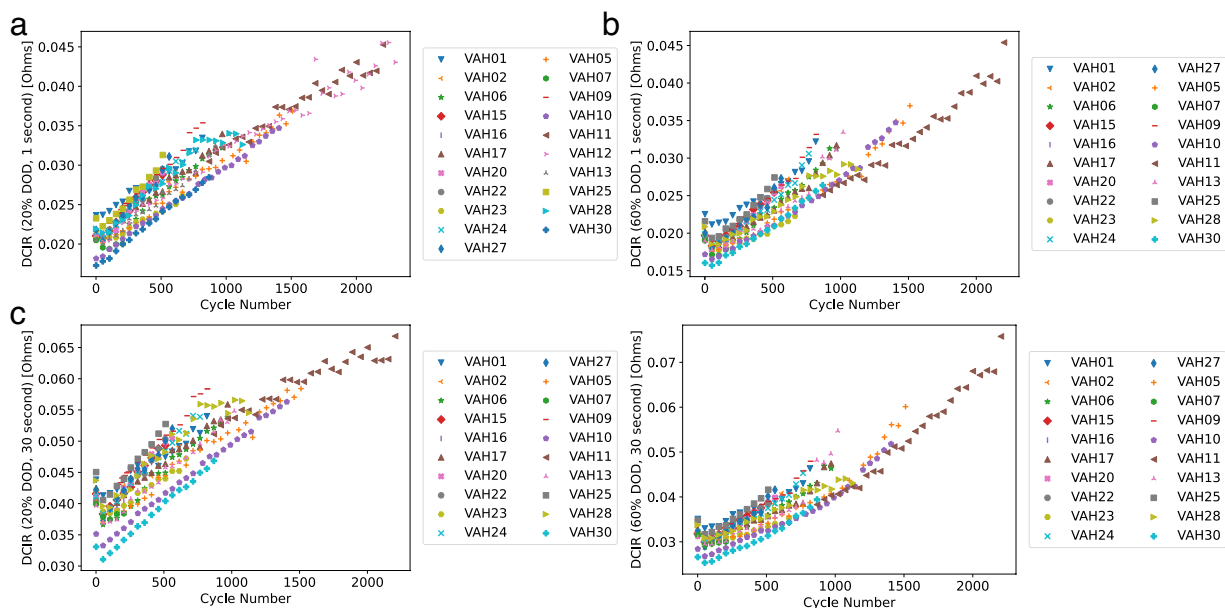 a
DCIR (20% DOD, 1 second) [Ohms]
0.045
0.040
0.035
0.030
0.025
0.020
0 500 1000 1500 2000
Cycle Number
VAH01 VAH05
VAH02 VAH07
VAH06 VAH09
VAH15 VAH10
VAH16 VAH11
VAH17 VAH12
VAH20 VAH13
VAH22 VAH25
VAH23 VAH28
VAH24 VAH30
VAH27
b
DCIR (60% DOD, 1 second) [Ohms]
0.045
0.040
0.035
0.030
0.025
0.020
0.015
0 500 1000 1500 2000
Cycle Number
VAH01 VAH27
VAH02 VAH05
VAH06 VAH07
VAH15 VAH09
VAH16 VAH10
VAH17 VAH11
VAH20 VAH13
VAH22 VAH25
VAH23 VAH28
VAH24 VAH30
c
DCIR (20% DOD, 30 second) [Ohms]
0.065
0.060
0.055
0.050
0.045
0.040
0.035
0.030
0 500 1000 1500 2000
Cycle Number
VAH01 VAH27
VAH02 VAH05
VAH06 VAH07
VAH15 VAH09
VAH16 VAH10
VAH17 VAH11
VAH20 VAH13
VAH22 VAH25
VAH23 VAH28
VAH24 VAH30
DCIR (60% DOD, 30 second) [Ohms]
0.07
0.06
0.05
0.04
0.03
0 500 1000 1500 2000
Cycle Number
VAH01 VAH27
VAH02 VAH05
VAH06 VAH07
VAH15 VAH09
VAH16 VAH10
VAH17 VAH11
VAH20 VAH13
VAH22 VAH25
VAH23 VAH28
VAH24 VAH30